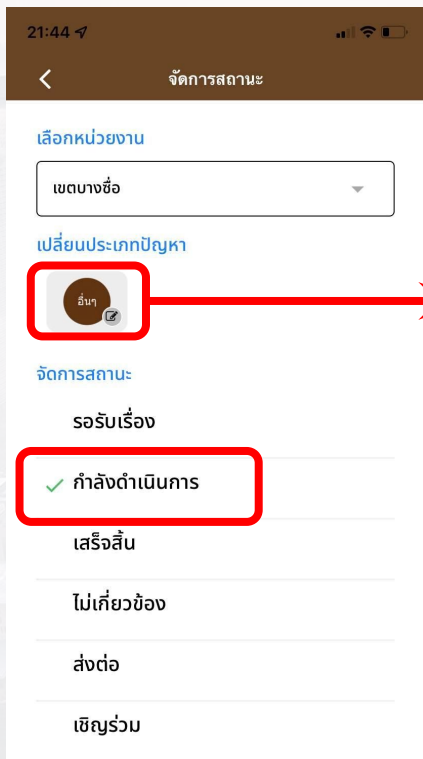 21:44
จัดการสถานะ
เลือกหน่วยงาน
เขตบางซื่อ
เปลี่ยนประเภทปัญหา
อื่นๆ
จัดการสถานะ
รอรับเรื่อง
กำลังดำเนินการ
เสร็จสิ้น
ไม่เกี่ยวข้อง
ส่งต่อ
เชิญร่วม